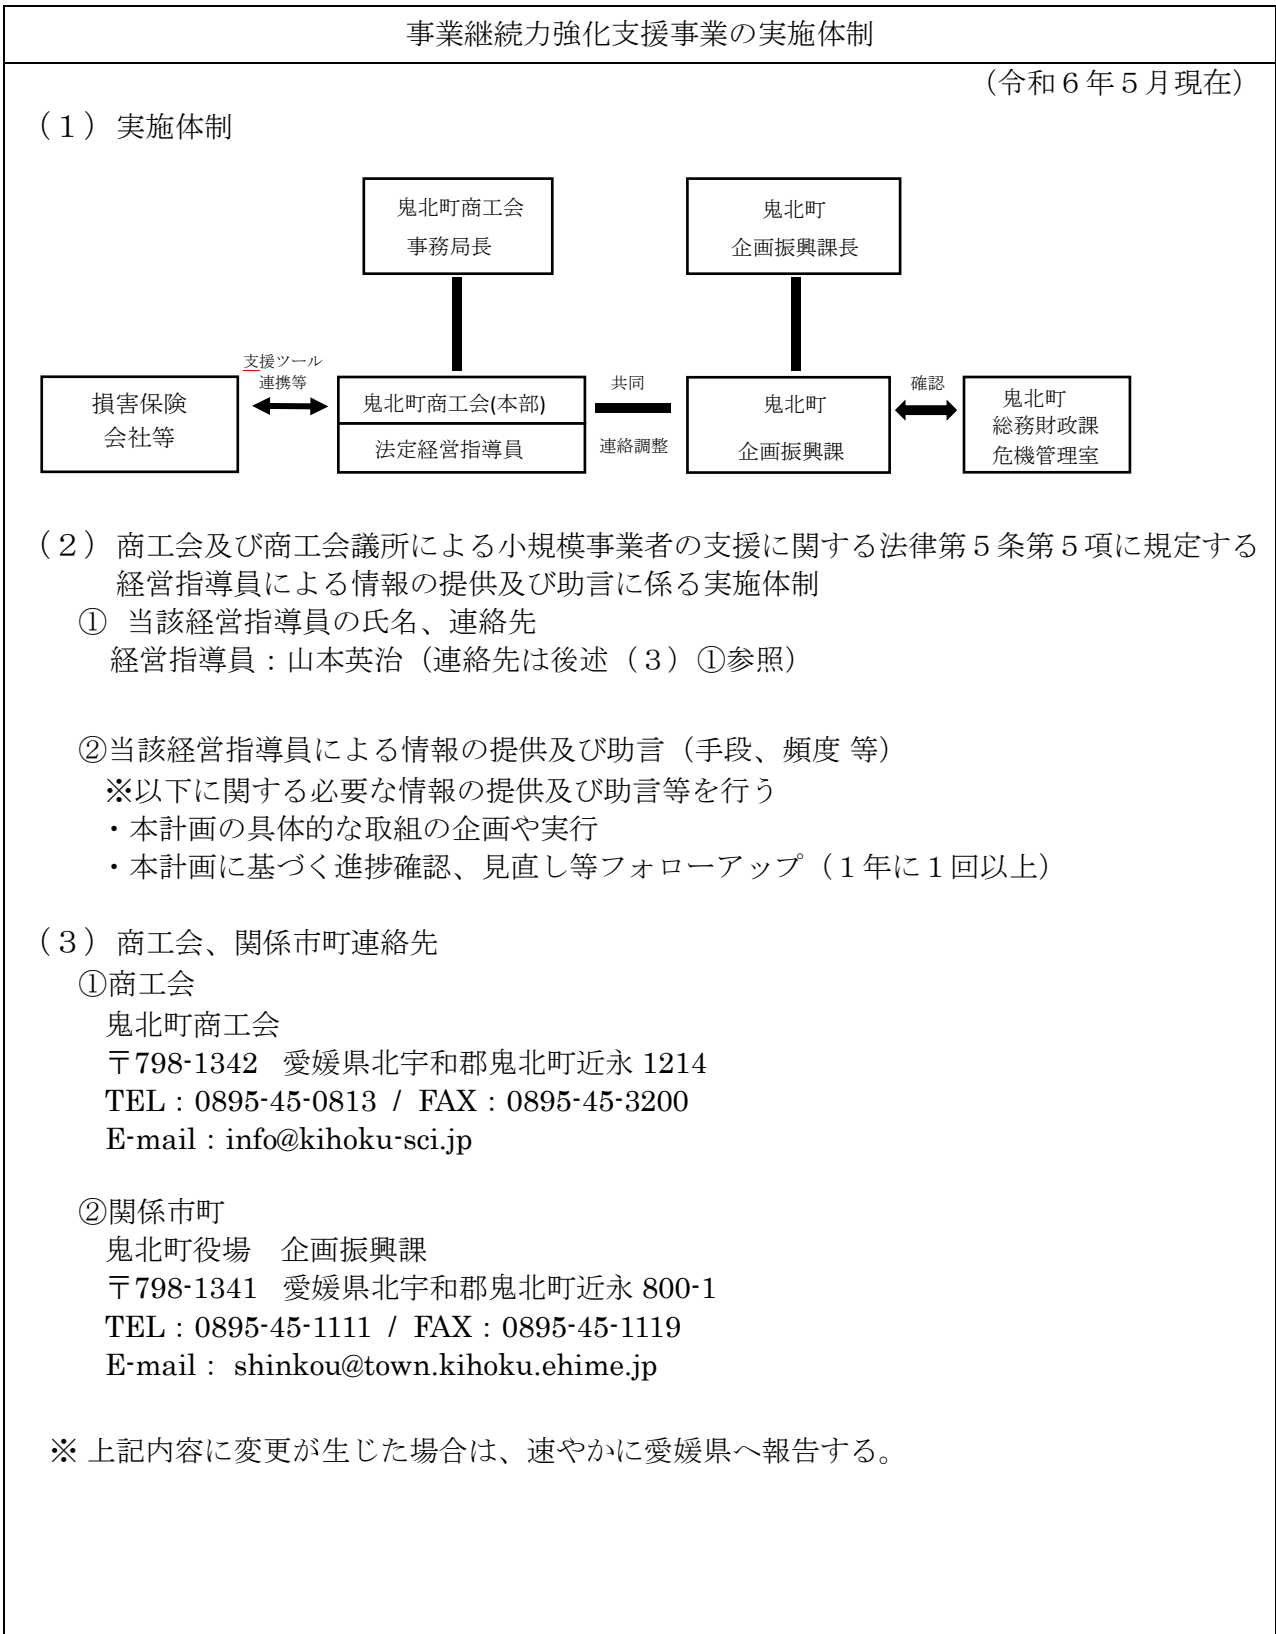 事業継続力強化支援事業の実施体制
（令和６年５月現在）
（１）実施体制
鬼北町商工会
事務局長
鬼北町
企画振興課長
支援ツール
連携等
損害保険
会社等
鬼北町商工会(本部)
法定経営指導員
共同
連絡調整
鬼北町
企画振興課
確認
鬼北町
総務財政課
危機管理室
（２）商工会及び商工会議所による小規模事業者の支援に関する法律第５条第５項に規定する
経営指導員による情報の提供及び助言に係る実施体制
① 当該経営指導員の氏名、連絡先
経営指導員：山本英治（連絡先は後述（３）①参照）
②当該経営指導員による情報の提供及び助言（手段、頻度 等）
※以下に関する必要な情報の提供及び助言等を行う
・本計画の具体的な取組の企画や実行
・本計画に基づく進捗確認、見直し等フォローアップ（１年に１回以上）
（３）商工会、関係市町連絡先
①商工会
鬼北町商工会
〒798-1342 愛媛県北宇和郡鬼北町近永 1214
TEL：0895-45-0813 / FAX：0895-45-3200
E-mail：info@kihoku-sci.jp
②関係市町
鬼北町役場　企画振興課
〒798-1341 愛媛県北宇和郡鬼北町近永 800-1
TEL：0895-45-1111 / FAX：0895-45-1119
E-mail： shinkou@town.kihoku.ehime.jp
※ 上記内容に変更が生じた場合は、速やかに愛媛県へ報告する。